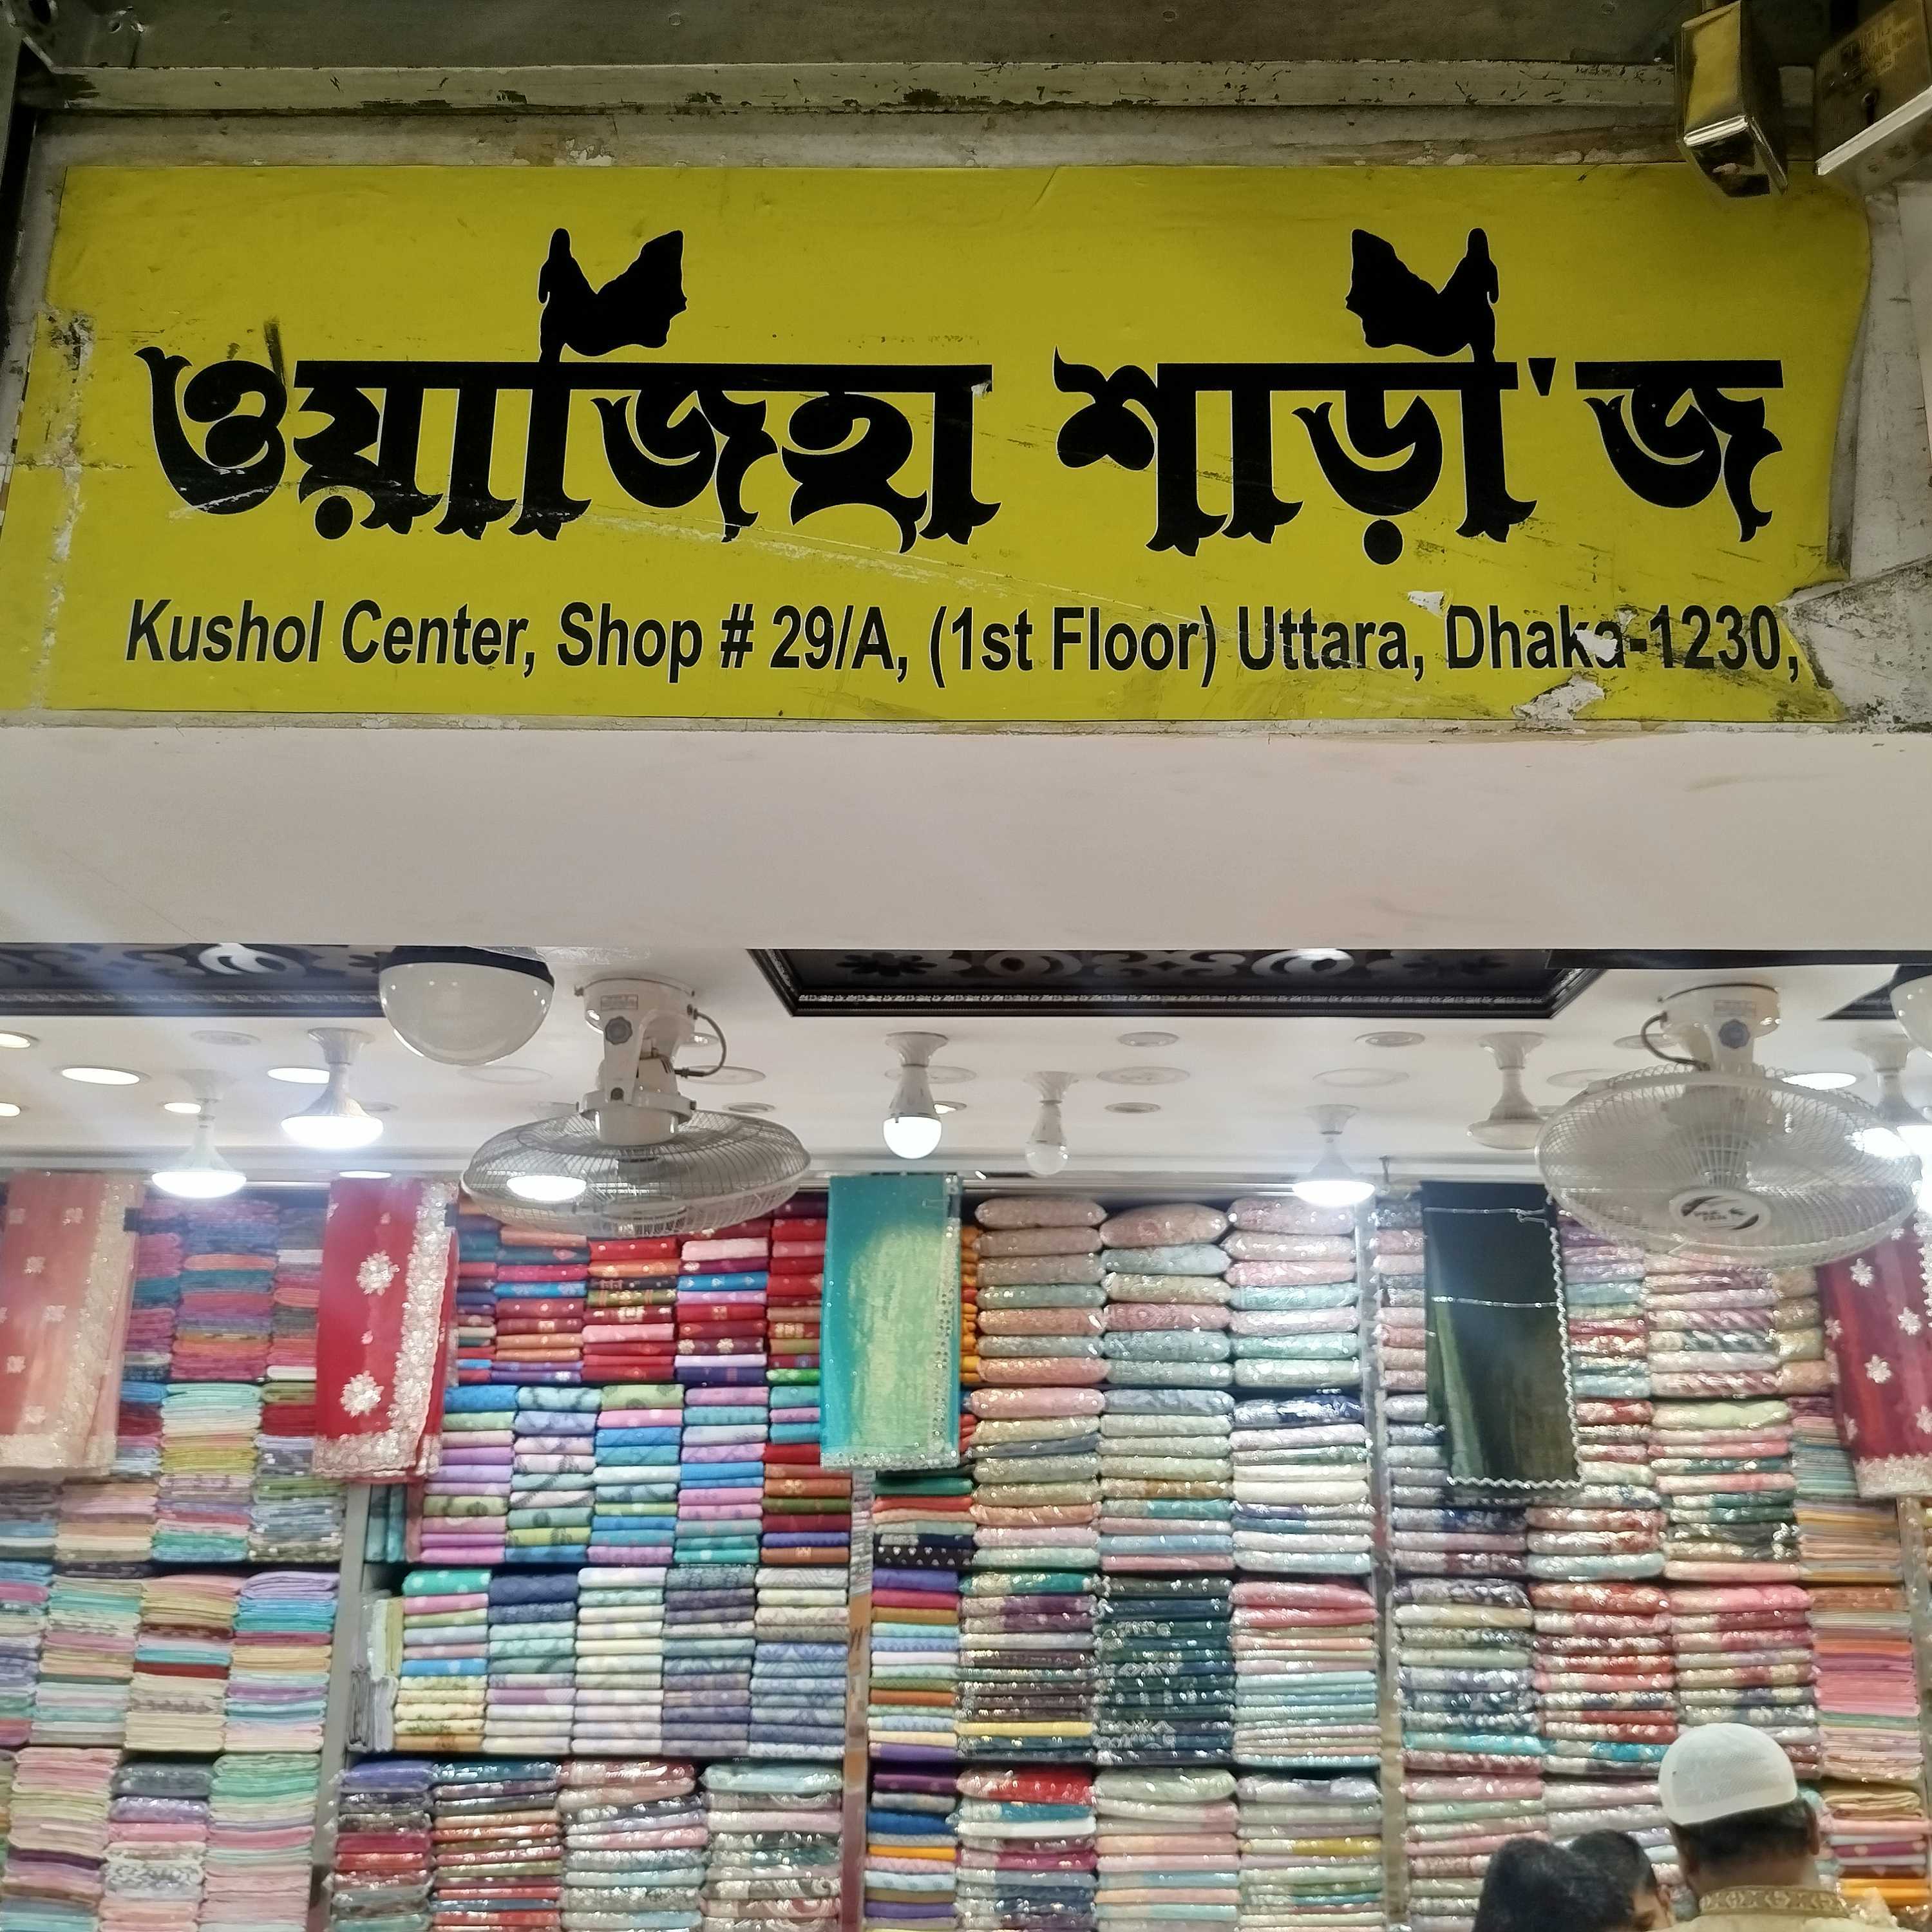 ওয়াজিহা শাড়ী'জ
Kushol Center, Shop # 29/A, (1st Floor) Uttara, Dhaka-1230,